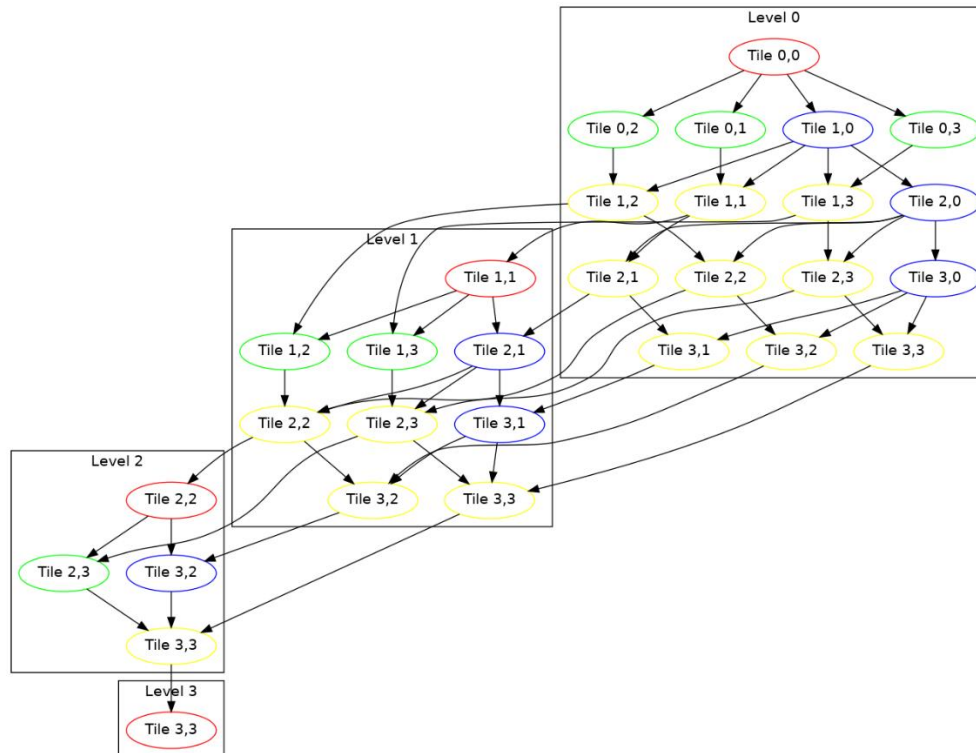 Level 0
Tile 0,0
Tile 0,2
Tile 0,1
Tile 1,0
Tile 0,3
Tile 1,2
Tile 1,1
Tile 1,3
Tile 2,0
Tile 2,1
Tile 2,2
Tile 2,3
Tile 3,0
Tile 3,1
Tile 3,2
Tile 3,3
Level 1
Tile 1,1
Tile 1,2
Tile 1,3
Tile 2,1
Tile 2,2
Tile 2,3
Tile 3,1
Tile 3,2
Tile 3,3
Level 2
Tile 2,2
Tile 2,3
Tile 3,2
Tile 3,3
Level 3
Tile 3,3